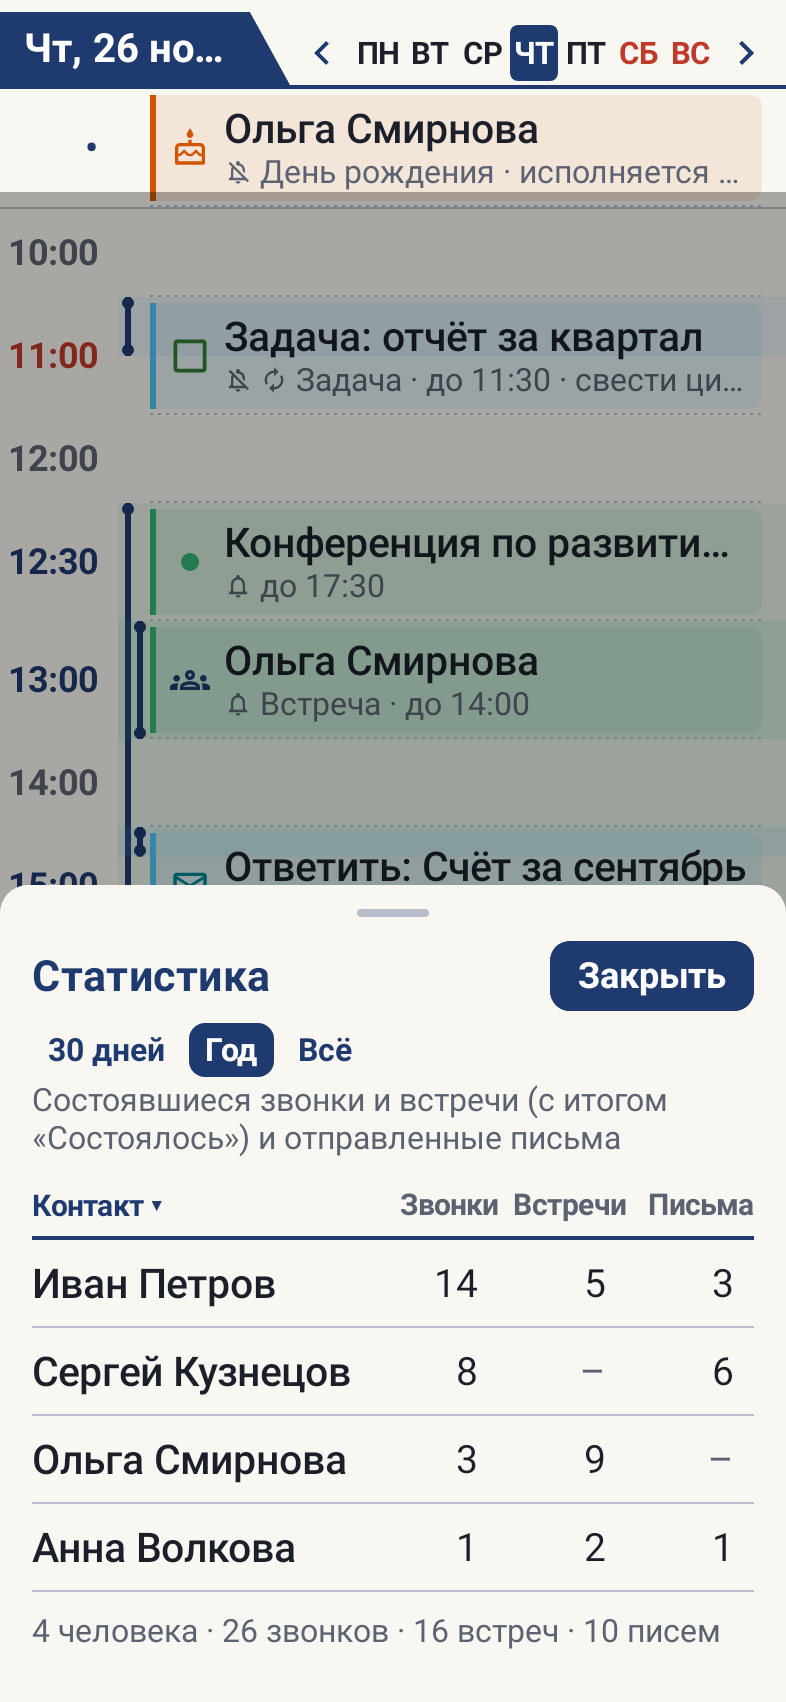 Чт, 26 но...
ПН ВТ СР ЧТ ПТ СБ ВС
Ольга Смирнова
День рождения · исполняется ...
10:00
Задача: отчёт за квартал
11:00
Задача · до 11:30 · свести ци...
12:00
Конференция по развити...
12:30
до 17:30
Ольга Смирнова
13:00
Встреча · до 14:00
14:00
Ответить: Счёт за сентябрь
15:00
Статистика
Закрыть
30 дней Год Всё
Состоявшиеся звонки и встречи (с итогом
«Состоялось») и отправленные письма
Контакт ▼ Звонки Встречи Письма
Иван Петров 14 5 3
Сергей Кузнецов 8 – 6
Ольга Смирнова 3 9 –
Анна Волкова 1 2 1
4 человека · 26 звонков · 16 встреч · 10 писем